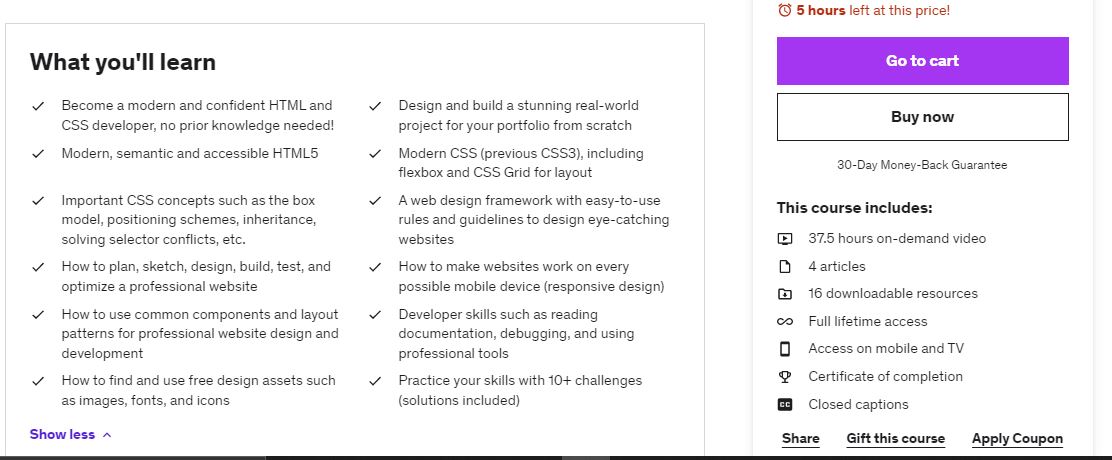 What you'll learn
Become a modern and confident HTML and
CSS developer, no prior knowledge needed!
Design and build a stunning real-world
project for your portfolio from scratch
Modern, semantic and accessible HTML5
Modern CSS (previous CSS3), including
flexbox and CSS Grid for layout
Important CSS concepts such as the box
model, positioning schemes, inheritance,
solving selector conflicts, etc.
A web design framework with easy-to-use
rules and guidelines to design eye-catching
websites
How to plan, sketch, design, build, test, and
optimize a professional website
How to make websites work on every
possible mobile device (responsive design)
How to use common components and layout
patterns for professional website design and
development
Developer skills such as reading
documentation, debugging, and using
professional tools
How to find and use free design assets such
as images, fonts, and icons
Practice your skills with 10+ challenges
(solutions included)
Show less
5 hours left at this price!
Go to cart
Buy now
30-Day Money-Back Guarantee
This course includes:
37.5 hours on-demand video
4 articles
16 downloadable resources
Full lifetime access
Access on mobile and TV
Certificate of completion
CC Closed captions
Share Gift this course Apply Coupon